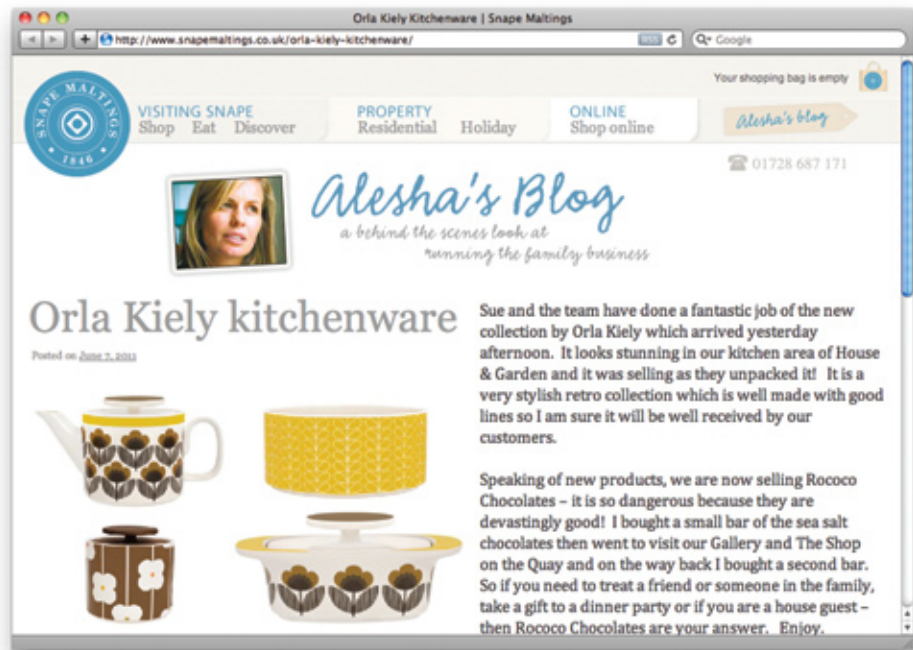 Orla Kiely Kitchenware | Snape Maltings
http://www.snapemaltings.co.uk/orla-kiely-kitchenware/
RSS
Google
Your shopping bag is empty
SNAPE MALTINGS
1846
VISITING SNAPE
Shop Eat Discover
PROPERTY
Residential Holiday
ONLINE
Shop online
Alesha's blog
01728 687 171
Alesha's Blog
a behind the scenes look at
running the family business
Orla Kiely kitchenware
Posted on June 7, 2011
Sue and the team have done a fantastic job of the new
collection by Orla Kiely which arrived yesterday
afternoon. It looks stunning in our kitchen area of House
& Garden and it was selling as they unpacked it! It is a
very stylish retro collection which is well made with good
lines so I am sure it will be well received by our
customers.
Speaking of new products, we are now selling Rococo
Chocolates – it is so dangerous because they are
devastingly good! I bought a small bar of the sea salt
chocolates then went to visit our Gallery and The Shop
on the Quay and on the way back I bought a second bar.
So if you need to treat a friend or someone in the family,
take a gift to a dinner party or if you are a house guest –
then Rococo Chocolates are your answer. Enjoy.